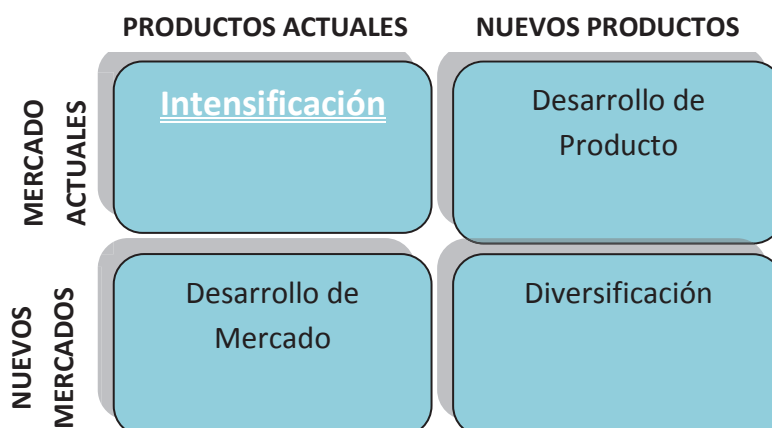 PRODUCTOS ACTUALES
NUEVOS PRODUCTOS
MERCADO
ACTUALES
Intensificación
Desarrollo de
Producto
NUEVOS
MERCADOS
Desarrollo de
Mercado
Diversificación